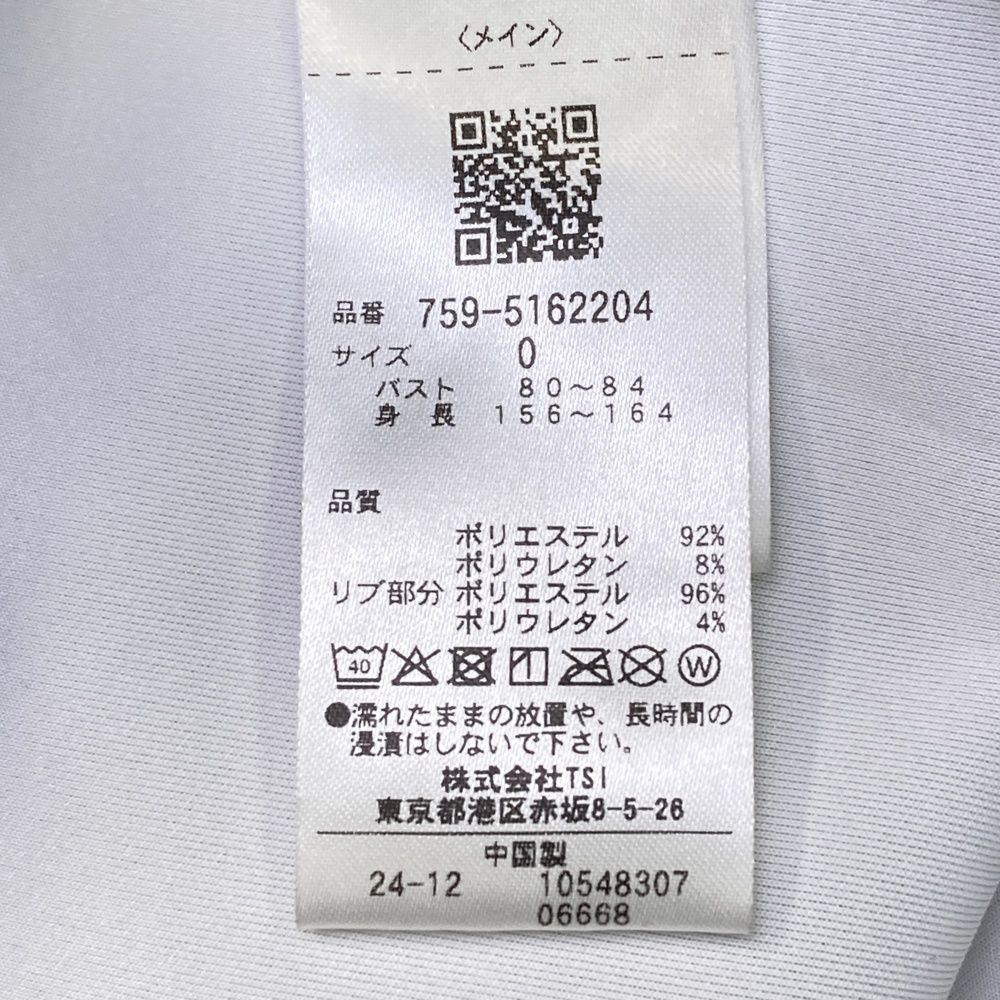 〈メイン〉
品番 759-5162204
サイズ 0
バスト 80～84
身長 156～164
品質
ポリエステル 92%
ポリウレタン 8%
リブ部分 ポリエステル 96%
ポリウレタン 4%
40 W
●濡れたままの放置や、長時間の
浸漬はしないで下さい。
株式会社TSI
東京都港区赤坂8-5-26
中国製
24-12 10548307
06668